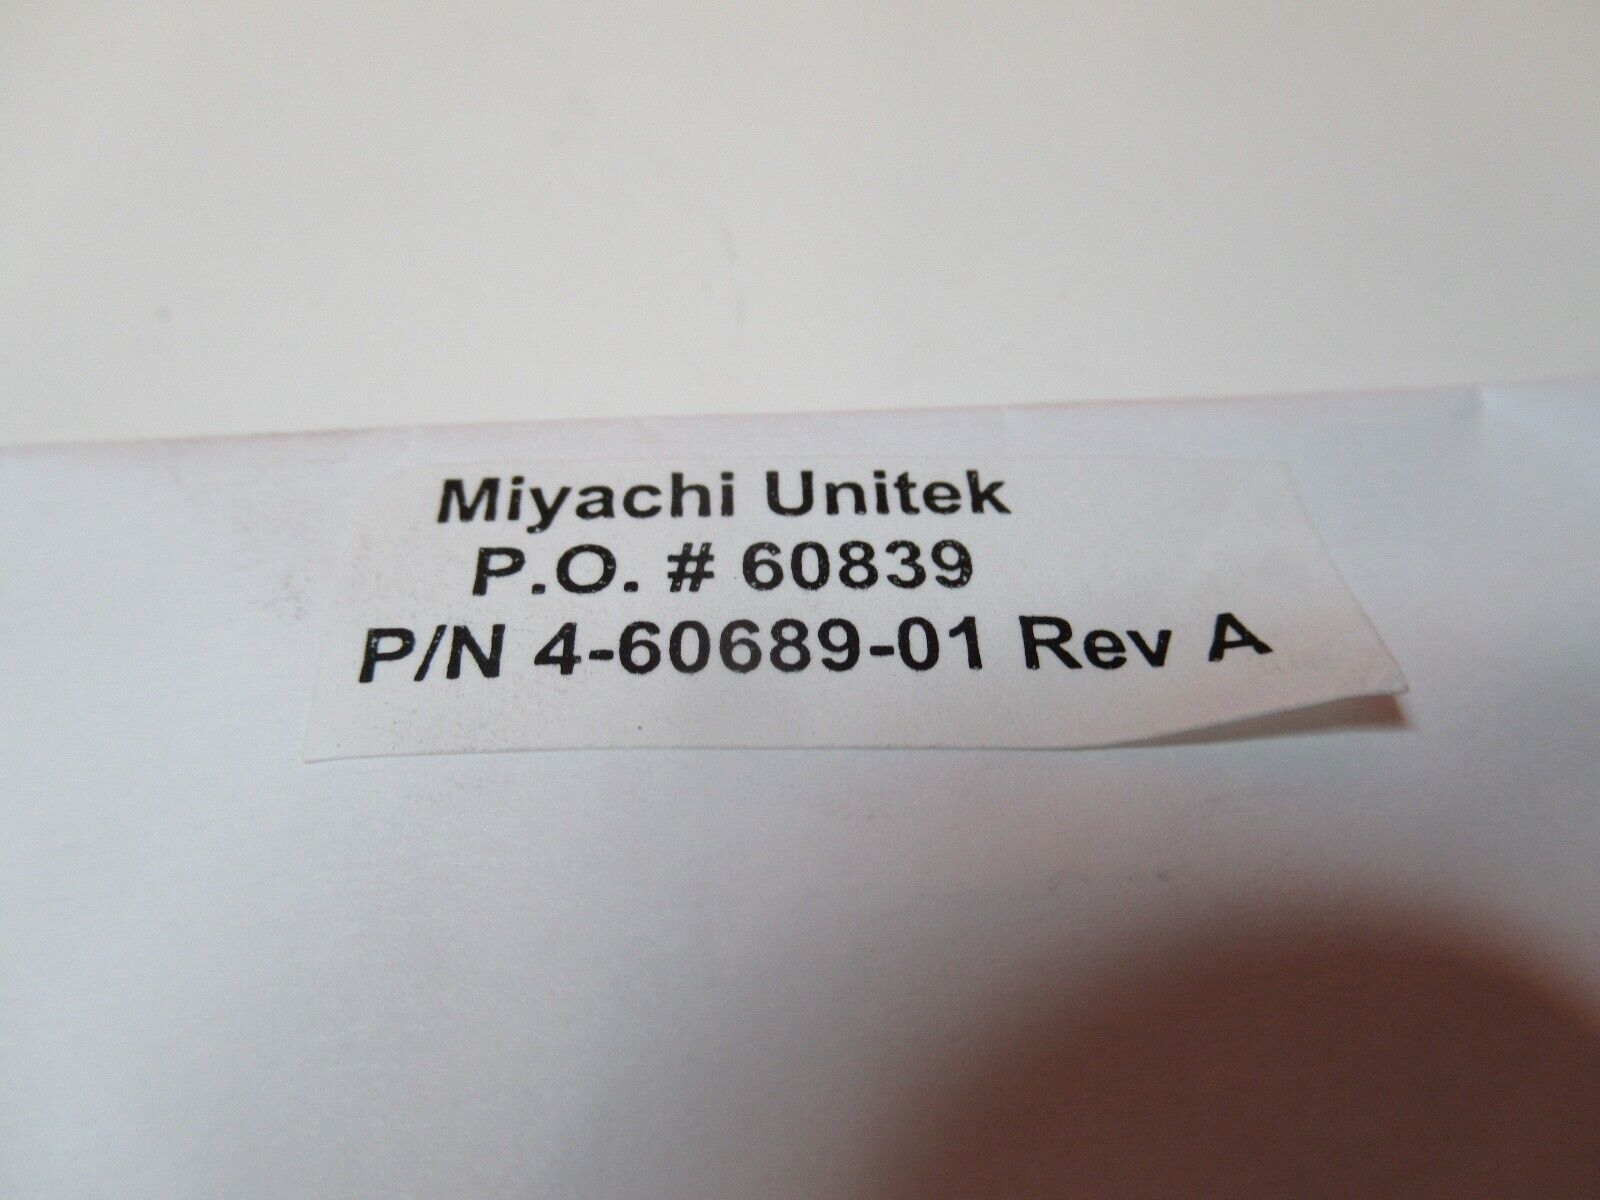 Miyachi Unitek
P.O. # 60839
P/N 4-60689-01 Rev A